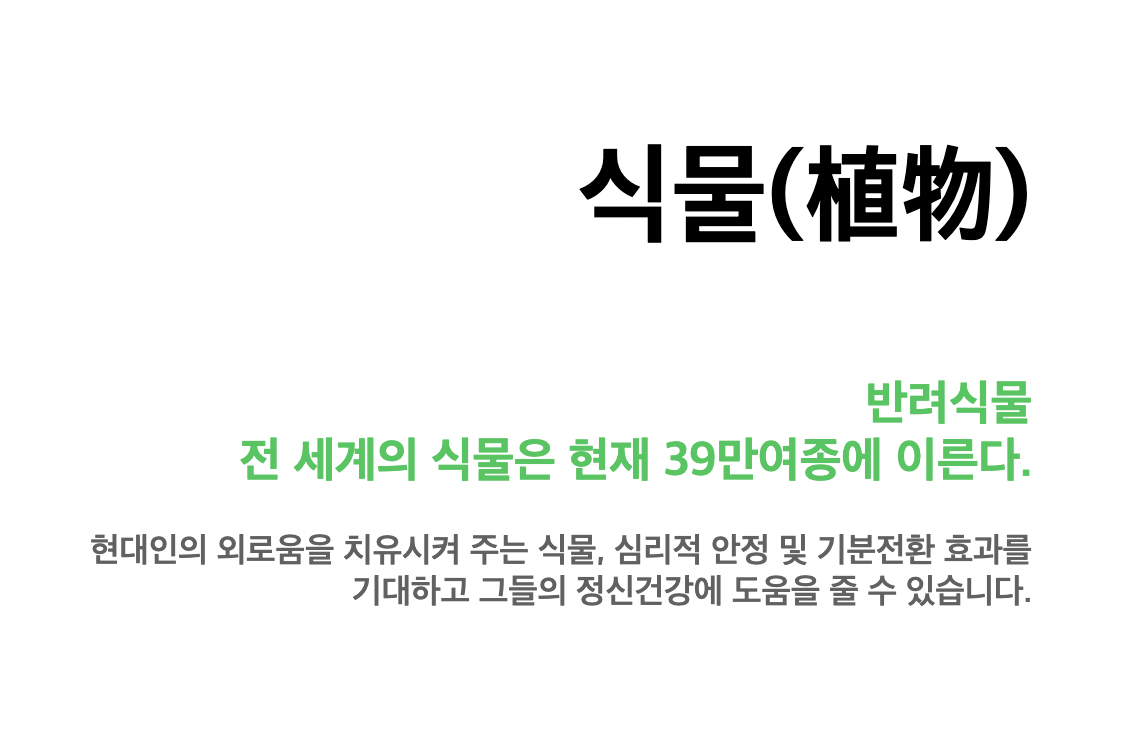 식물(植物)
반려식물
전 세계의 식물은 현재 39만여종에 이른다.
현대인의 외로움을 치유시켜 주는 식물, 심리적 안정 및 기분전환 효과를
기대하고 그들의 정신건강에 도움을 줄 수 있습니다.